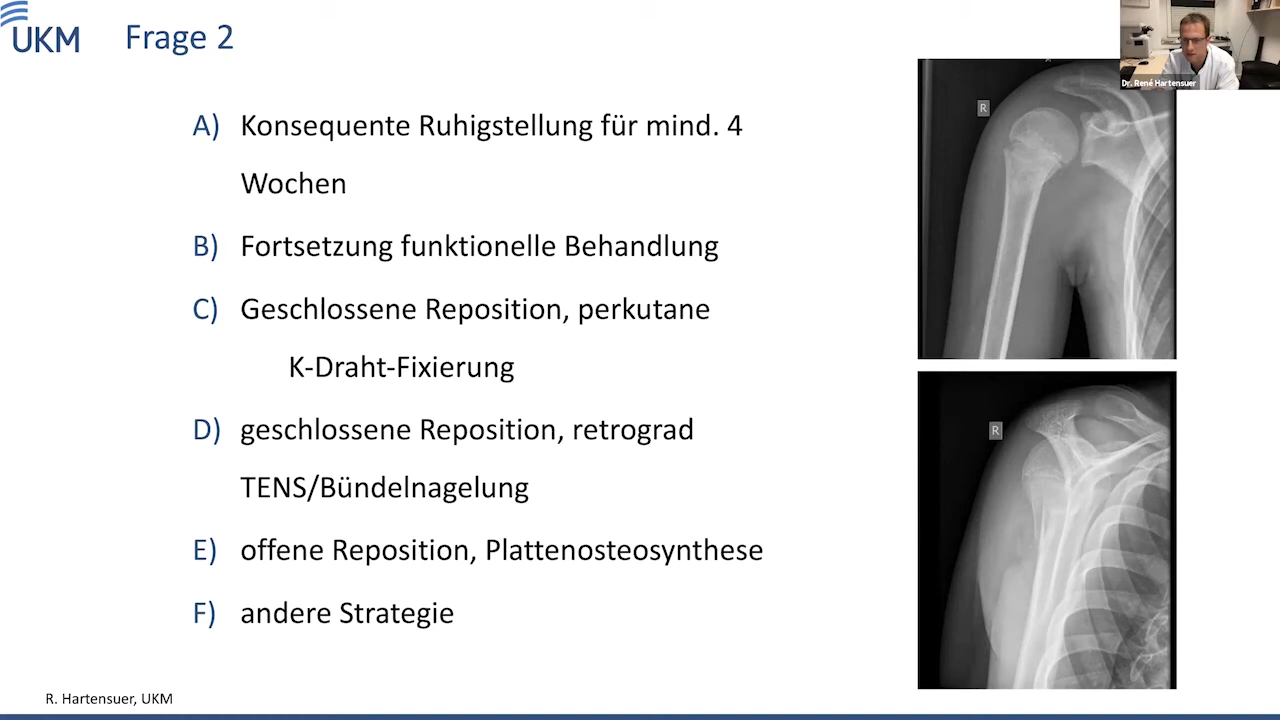 UKM
Frage 2
Dr. René Hartensuer
R
A) Konsequente Ruhigstellung für mind. 4
Wochen
B) Fortsetzung funktionelle Behandlung
C) Geschlossene Reposition, perkutane
K-Draht-Fixierung
D) geschlossene Reposition, retrograd
TENS/Bündelnagelung
R
E) offene Reposition, Plattenosteosynthese
F) andere Strategie
R. Hartensuer, UKM